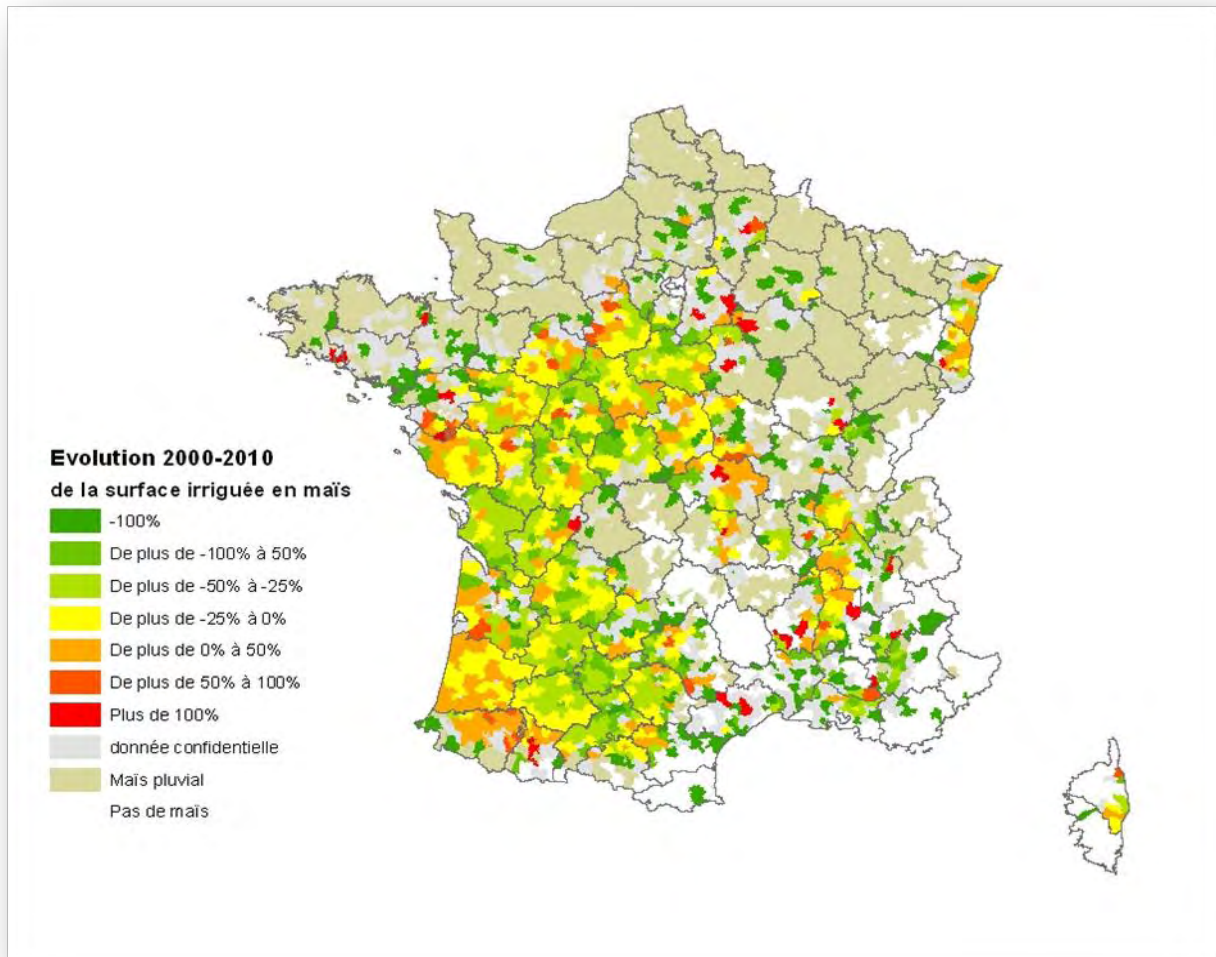 Evolution 2000-2010
de la surface irriguée en maïs
-100%
De plus de -100% à 50%
De plus de -50% à -25%
De plus de -25% à 0%
De plus de 0% à 50%
De plus de 50% à 100%
Plus de 100%
donnée confidentielle
Maïs pluvial
Pas de maïs